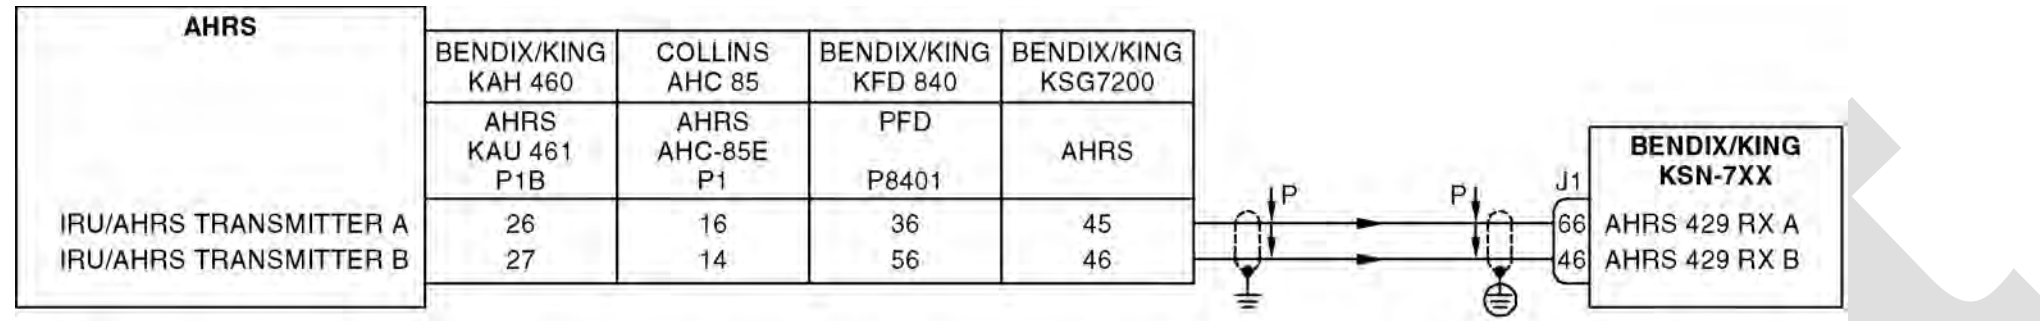 AHRS
BENDIX/KING KAH 460
COLLINS AHC 85
BENDIX/KING KFD 840
BENDIX/KING KSG7200
AHRS KAU 461 P1B
AHRS AHC-85E P1
PFD P8401
AHRS
IRU/AHRS TRANSMITTER A 26 16 36 45
IRU/AHRS TRANSMITTER B 27 14 56 46
P
P
J1
BENDIX/KING
KSN-7XX
66 AHRS 429 RX A
46 AHRS 429 RX B